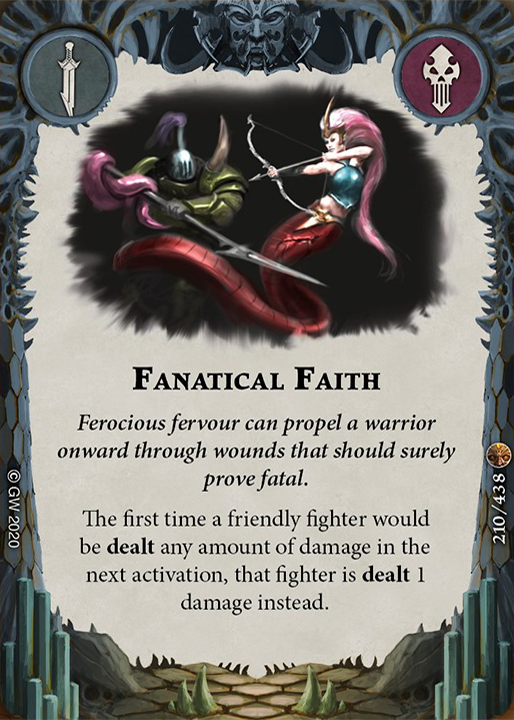 Fanatical Faith
Ferocious fervour can propel a warrior
onward through wounds that should surely
prove fatal.
The first time a friendly fighter would
be dealt any amount of damage in the
next activation, that fighter is dealt 1
damage instead.
© GW 2020
210/438